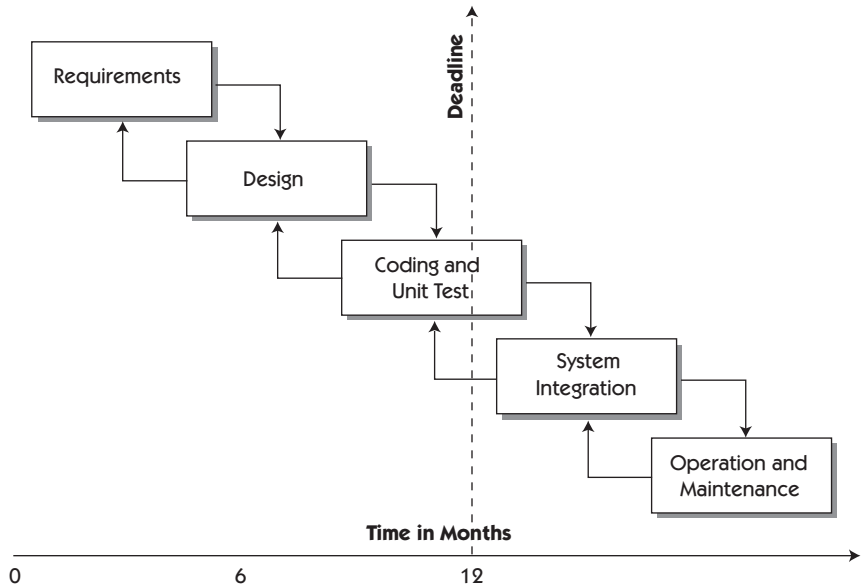 Requirements
Deadline
Design
Coding and
Unit Test
System
Integration
Operation and
Maintenance
Time in Months
0
6
12